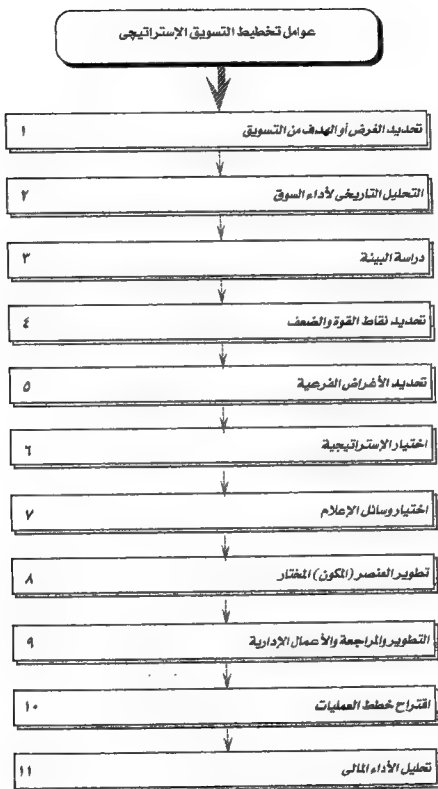 عوامل تخطيط التسويق الإستراتيجى
تحديد الغرض أو الهدف من التسويق ١
التحليل التاريخى لأداء السوق ٢
دراسة البيئة ٣
تحديد نقاط القوة والضعف ٤
تحديد الأغراض الفرعية ٥
اختيار الإستراتيجية ٦
اختيار وسائل الإعلام ٧
تطوير العنصر (المكون) المختار ٨
التطوير والمراجعة والأعمال الإدارية ٩
اقتراح خطط العمليات ١٠
تحليل الأداء المالى ١١